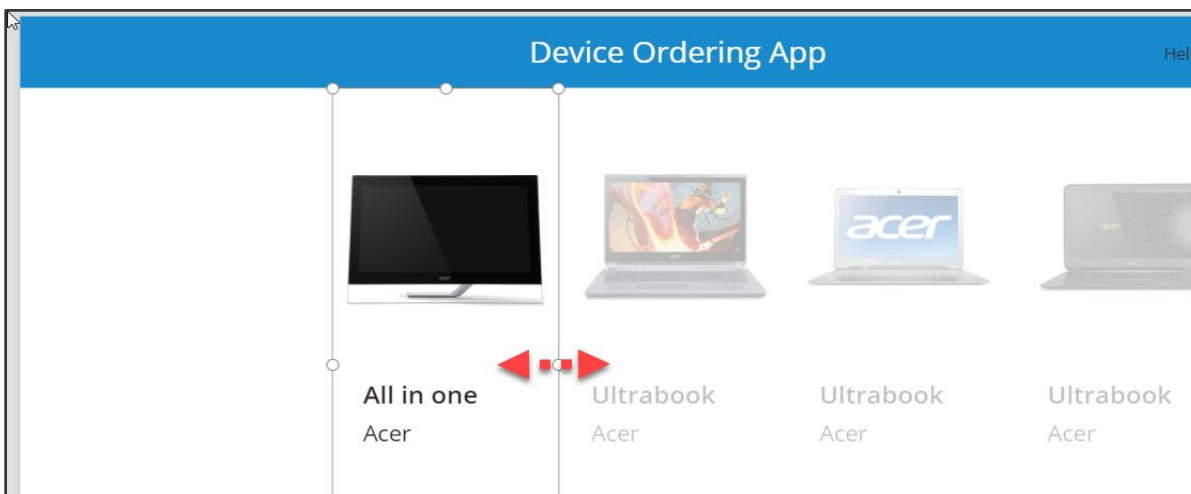 Device Ordering App
Hel
acer
All in one
Ultrabook
Ultrabook
Ultrabook
Acer
Acer
Acer
Acer